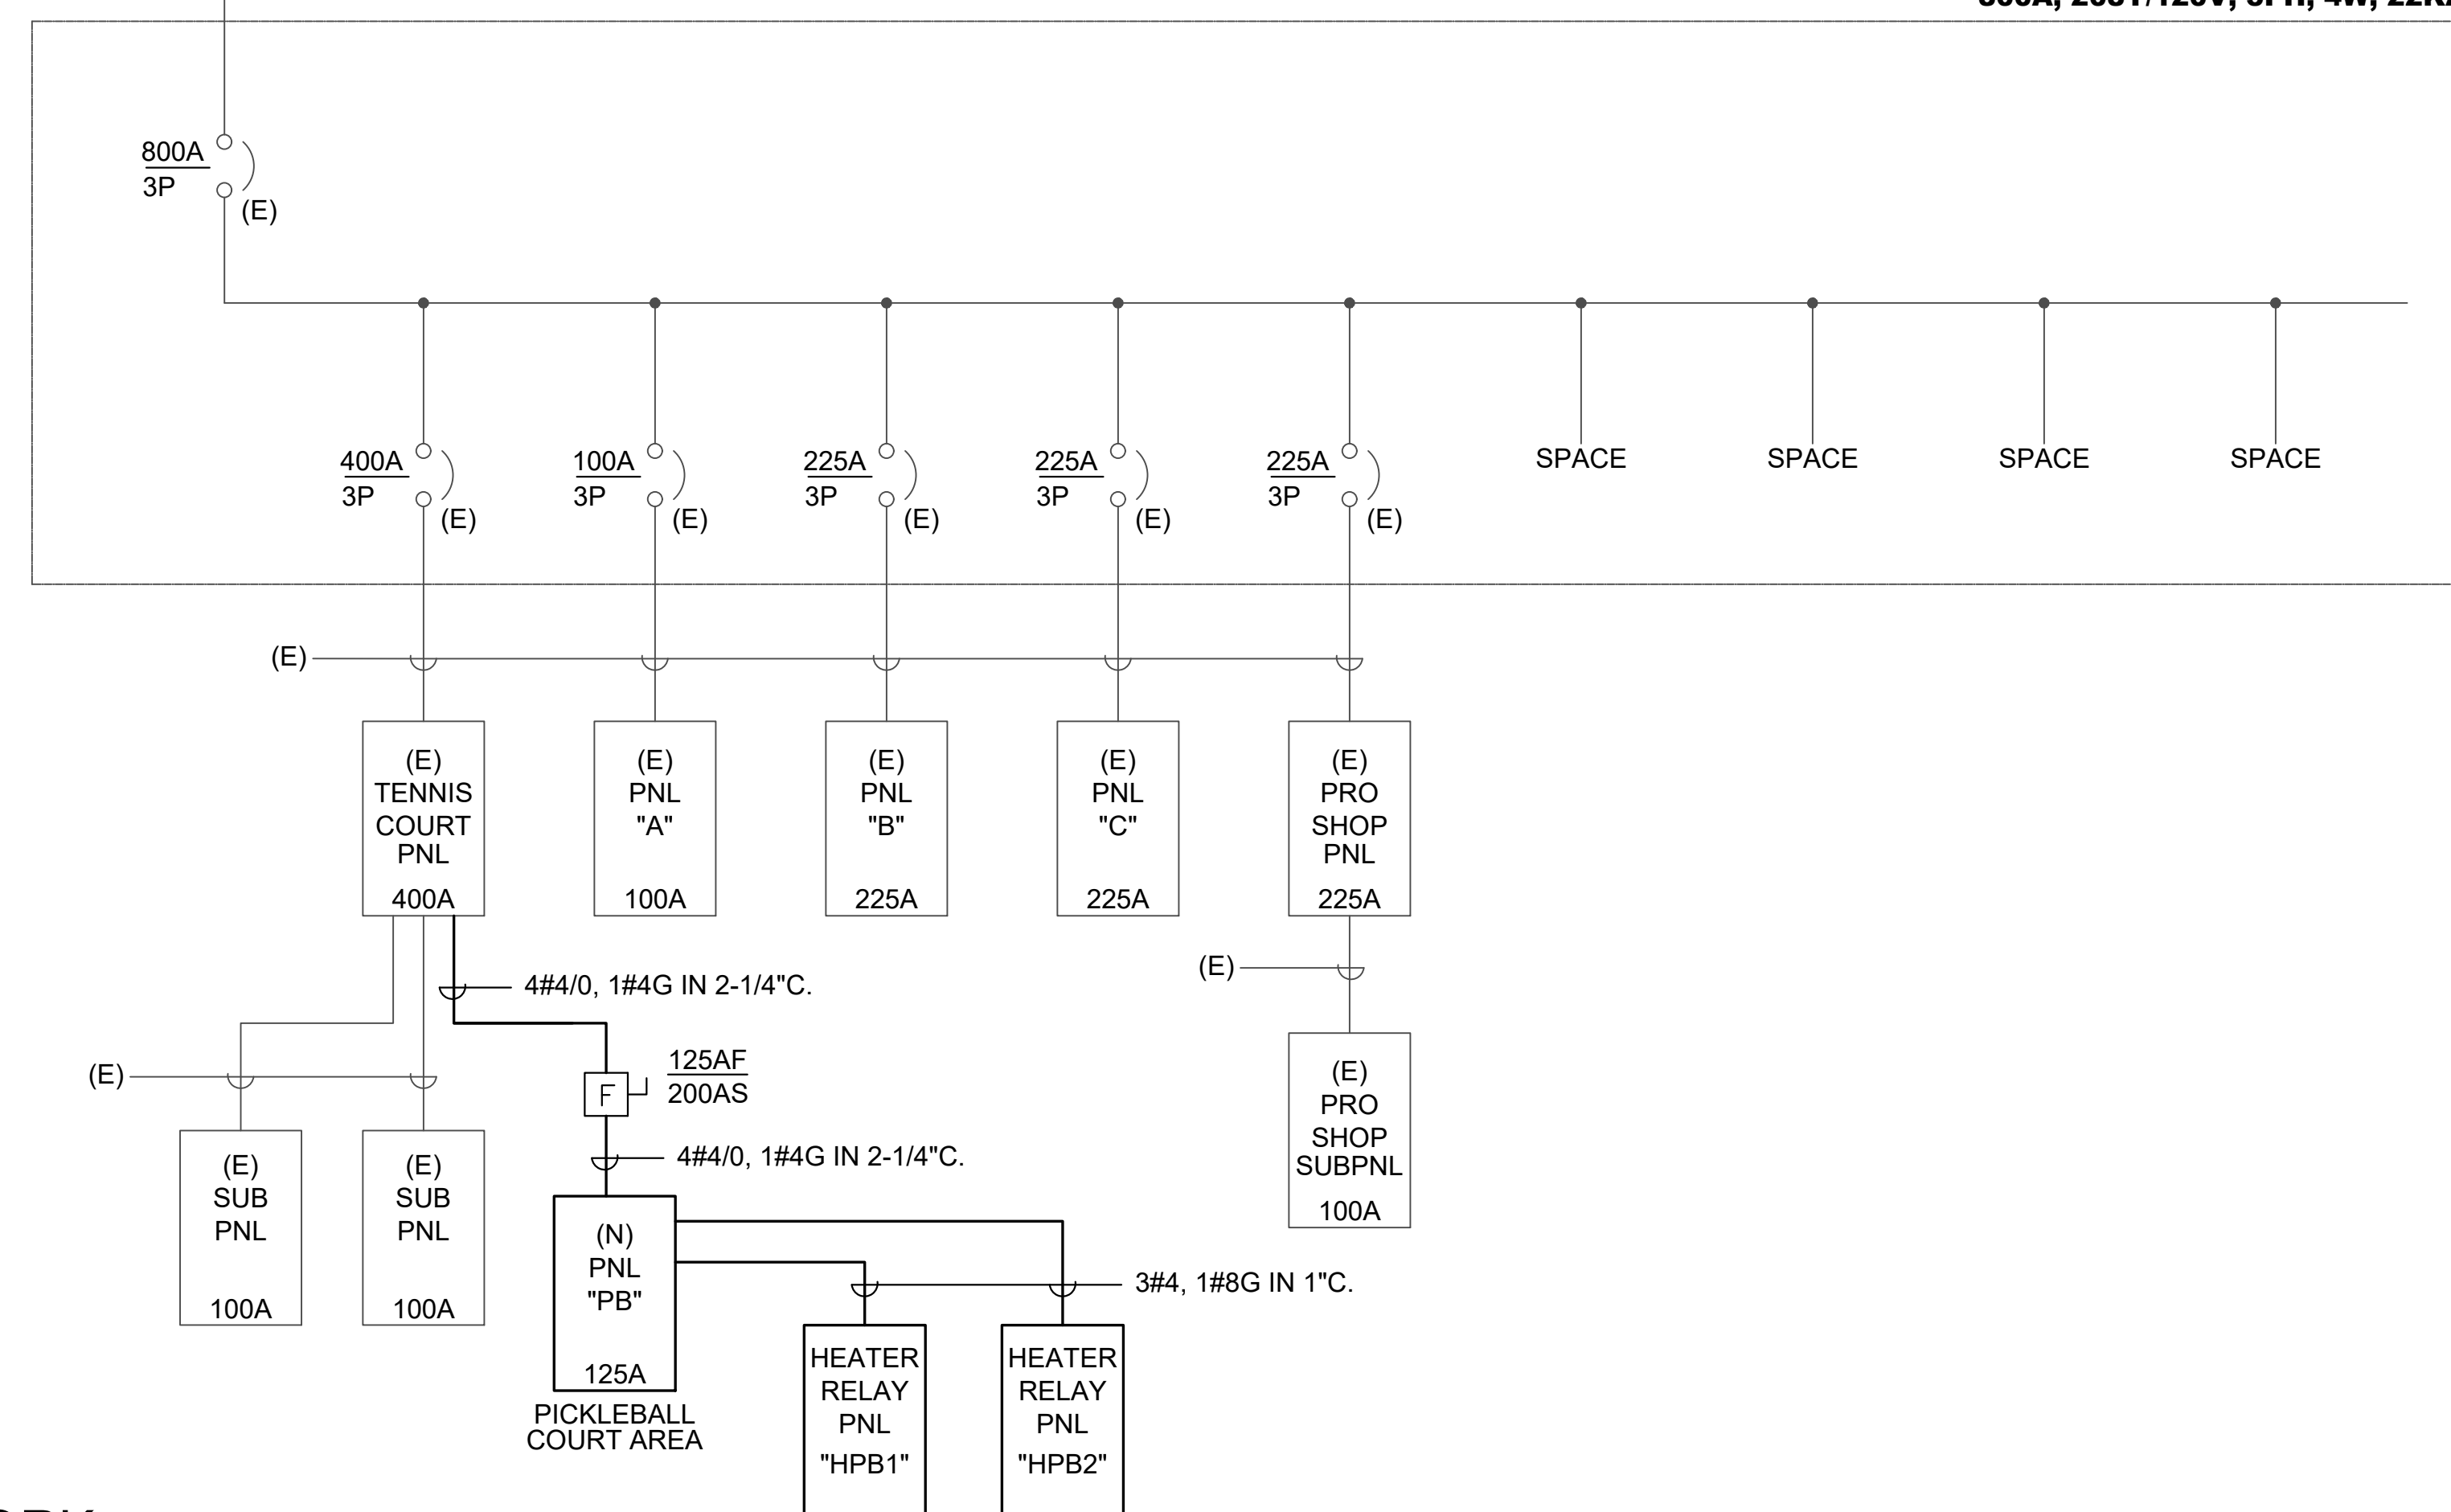 800A
3P
(E)
400A
3P
(E)
100A
3P
(E)
225A
3P
(E)
225A
3P
(E)
225A
3P
(E)
SPACE
SPACE
SPACE
SPACE
(E)
(E)
TENNIS
COURT
PNL
400A
(E)
PNL
"A"
100A
(E)
PNL
"B"
225A
(E)
PNL
"C"
225A
(E)
PRO
SHOP
PNL
225A
4#4/0, 1#4G IN 2-1/4"C.
(E)
(E)
125AF
200AS
F
4#4/0, 1#4G IN 2-1/4"C.
(E)
SUB
PNL
100A
(E)
SUB
PNL
100A
(N)
PNL
"PB"
125A
PICKLEBALL
COURT AREA
(E)
PRO
SHOP
SUBPNL
100A
3#4, 1#8G IN 1"C.
HEATER
RELAY
PNL
"HPB1"
HEATER
RELAY
PNL
"HPB2"